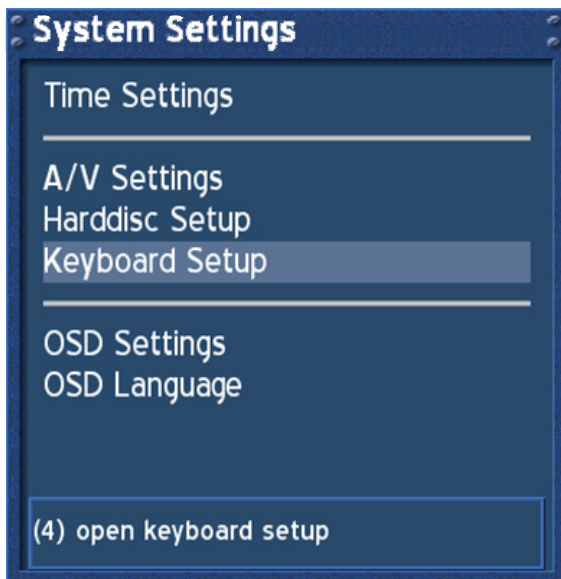 System Settings
Time Settings
A/V Settings
Harddisc Setup
Keyboard Setup
OSD Settings
OSD Language
(4) open keyboard setup